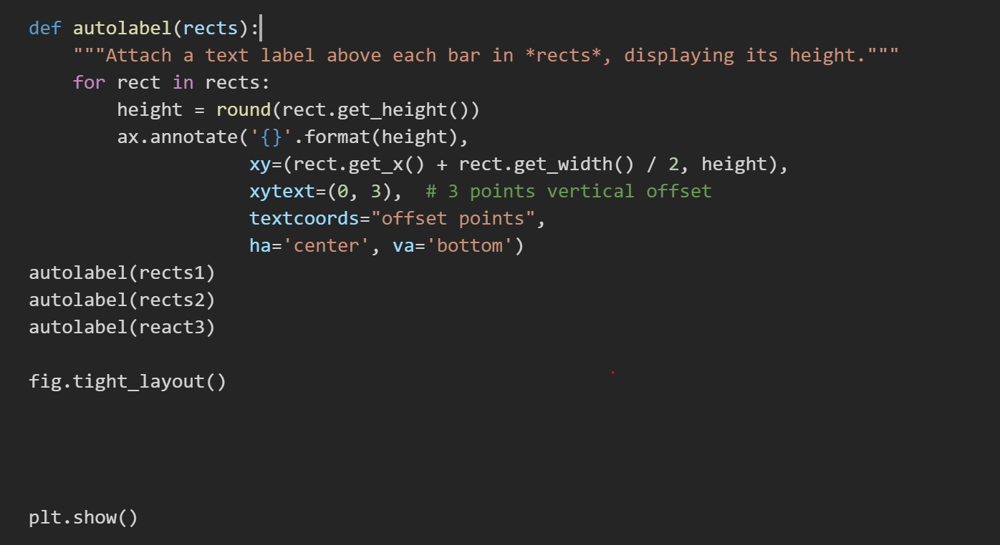 def autolabel(rects):
    """Attach a text label above each bar in *rects*, displaying its height."""
    for rect in rects:
        height = round(rect.get_height())
        ax.annotate('{}'.format(height),
                    xy=(rect.get_x() + rect.get_width() / 2, height),
                    xytext=(0, 3),  # 3 points vertical offset
                    textcoords="offset points",
                    ha='center', va='bottom')
autolabel(rects1)
autolabel(rects2)
autolabel(react3)
fig.tight_layout()
plt.show()